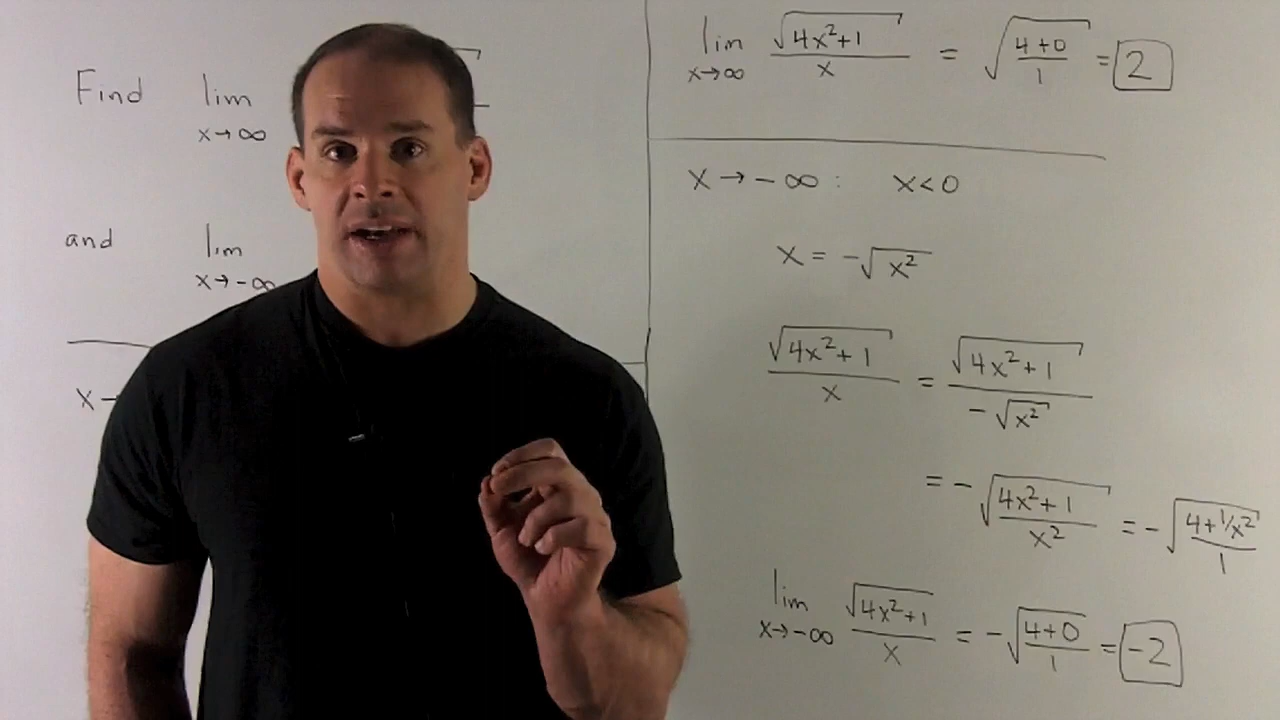 Find lim
x→∞
and lim
x→-∞
x→
lim x→∞ √(4x²+1) / x = √((4+0)/1) = 2
x→-∞ : x<0
x = -√(x²)
√(4x²+1) / x = √(4x²+1) / -√(x²)
= -√((4x²+1)/x²) = -√((4+1/x²)/1)
lim x→-∞ √(4x²+1) / x = -√((4+0)/1) = -2